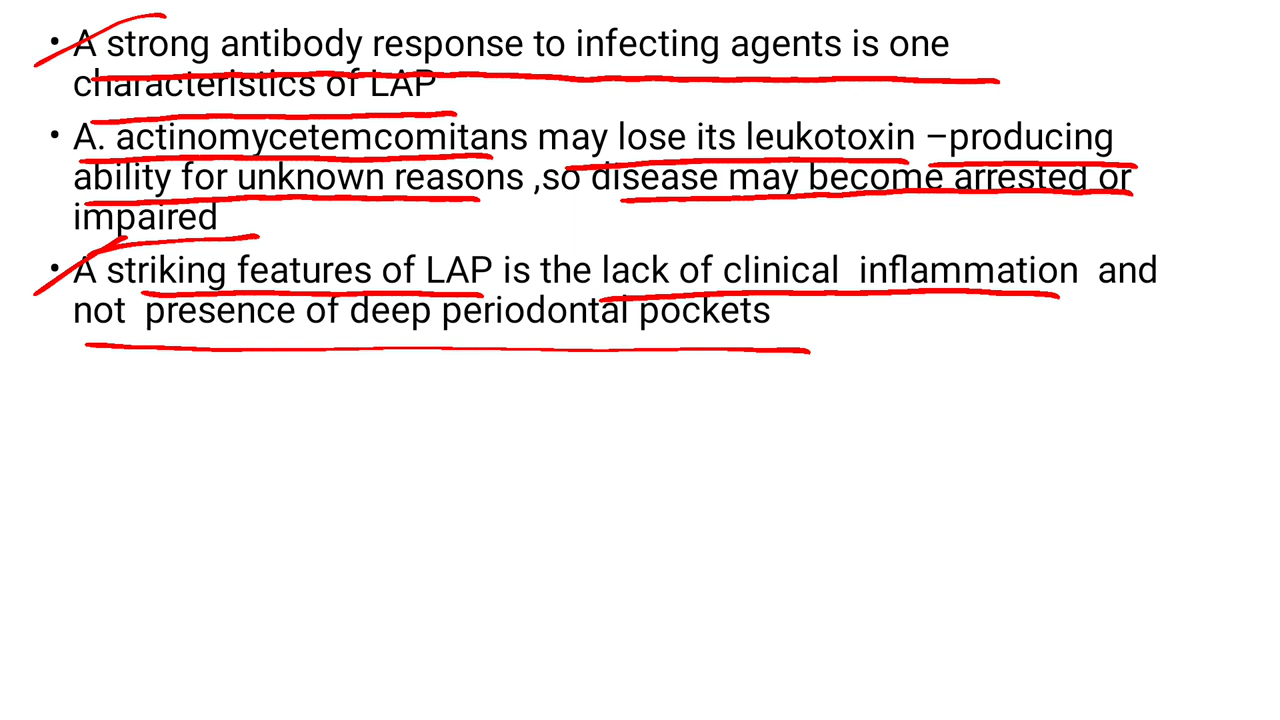 • A strong antibody response to infecting agents is one
characteristics of LAP
• A. actinomycetemcomitans may lose its leukotoxin –producing
ability for unknown reasons ,so disease may become arrested or
impaired
• A striking features of LAP is the lack of clinical  inflammation  and
not  presence of deep periodontal pockets